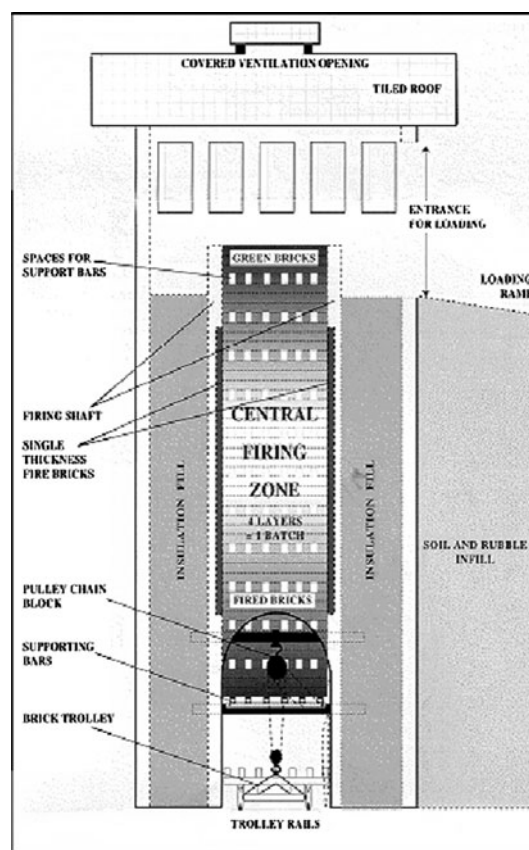 COVERED VENTILATION OPENING
TILED ROOF
ENTRANCE
FOR LOADING
SPACES FOR
SUPPORT BARS
GREEN BRICKS
LOADING
RAMP
FIRING SHAFT
SINGLE
THICKNESS
FIRE BRICKS
CENTRAL
FIRING
ZONE
4 LAYERS
= 1 BATCH
INSULATION FILL
INSULATION FILL
SOIL AND RUBBLE
INFILL
PULLEY CHAIN
BLOCK
FIRED BRICKS
SUPPORTING
BARS
BRICK TROLLEY
TROLLEY RAILS